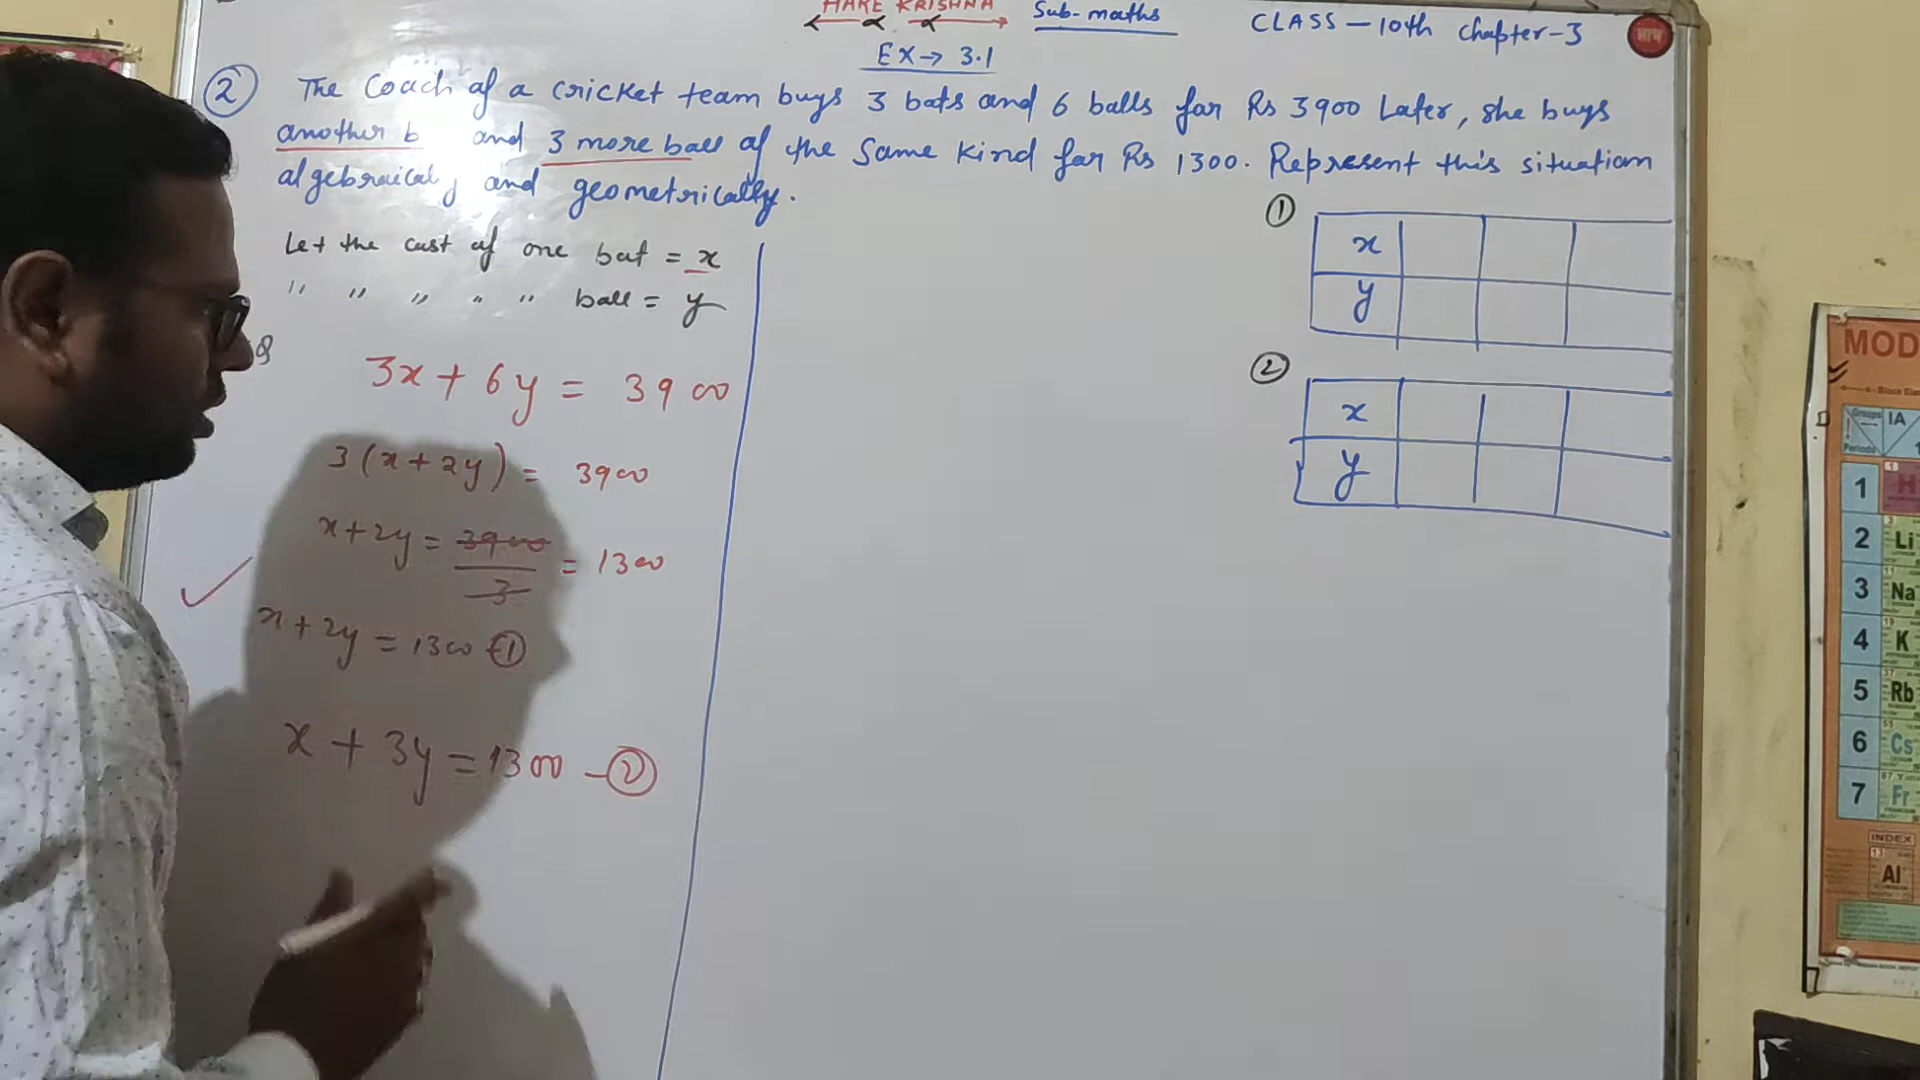 HARE KRISHNA
Sub-maths
CLASS - 10th chapter-3
EX→ 3.1
② The coach of a cricket team buys 3 bats and 6 balls for Rs 3900 Later, she buys
another b and 3 more ball of the same kind for Rs 1300. Represent this situation
algebraically and geometrically.
Let the cost of one bat = x
" " " " " ball = y
3x + 6y = 3900
3(x+2y) = 3900
x+2y = 3900/3 = 1300
x + 2y = 1300 -①
x + 3y = 1300 -②
①
x
y
②
x
y
MOD
Groups
IA
Periods
1 H
2 Li
3 Na
4 K
5 Rb
6 Cs
7 Fr
INDEX
13
Al